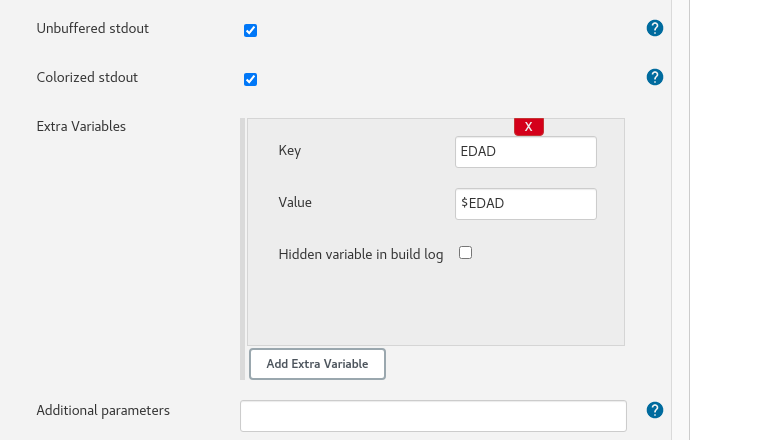 Unbuffered stdout
?
Colorized stdout
?
Extra Variables
X
Key
EDAD
Value
$EDAD
Hidden variable in build log
Add Extra Variable
Additional parameters
?